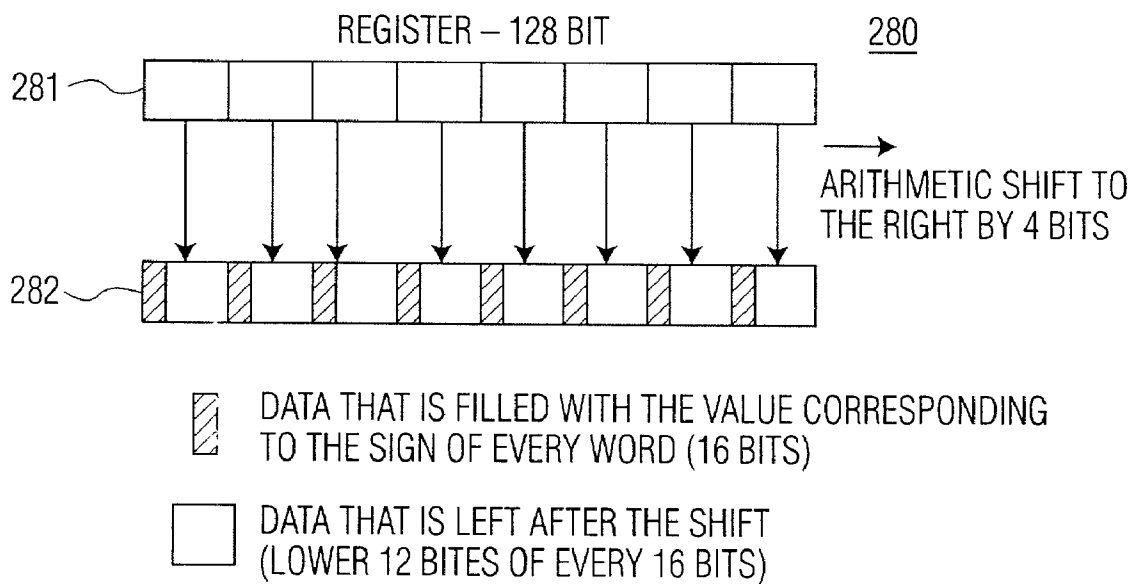 REGISTER – 128 BIT
280
281
ARITHMETIC SHIFT TO
THE RIGHT BY 4 BITS
282
DATA THAT IS FILLED WITH THE VALUE CORRESPONDING
TO THE SIGN OF EVERY WORD (16 BITS)
DATA THAT IS LEFT AFTER THE SHIFT
(LOWER 12 BITES OF EVERY 16 BITS)